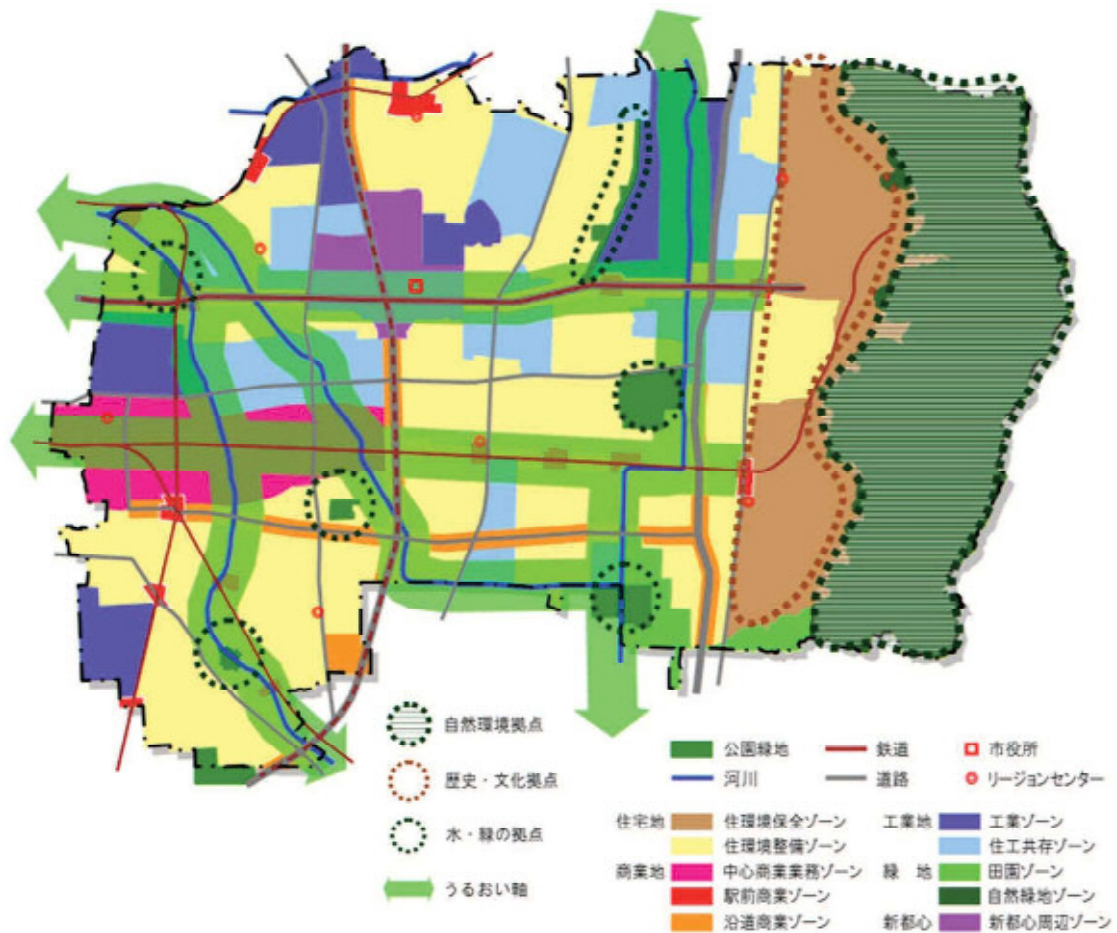 自然環境拠点
歴史・文化拠点
水・緑の拠点
うるおい軸
公園緑地 鉄道 市役所
河川 道路 リージョンセンター
住宅地 住環境保全ゾーン 工業地 工業ゾーン
住環境整備ゾーン 住工共存ゾーン
商業地 中心商業業務ゾーン 緑 地 田園ゾーン
駅前商業ゾーン 自然緑地ゾーン
沿道商業ゾーン 新都心 新都心周辺ゾーン